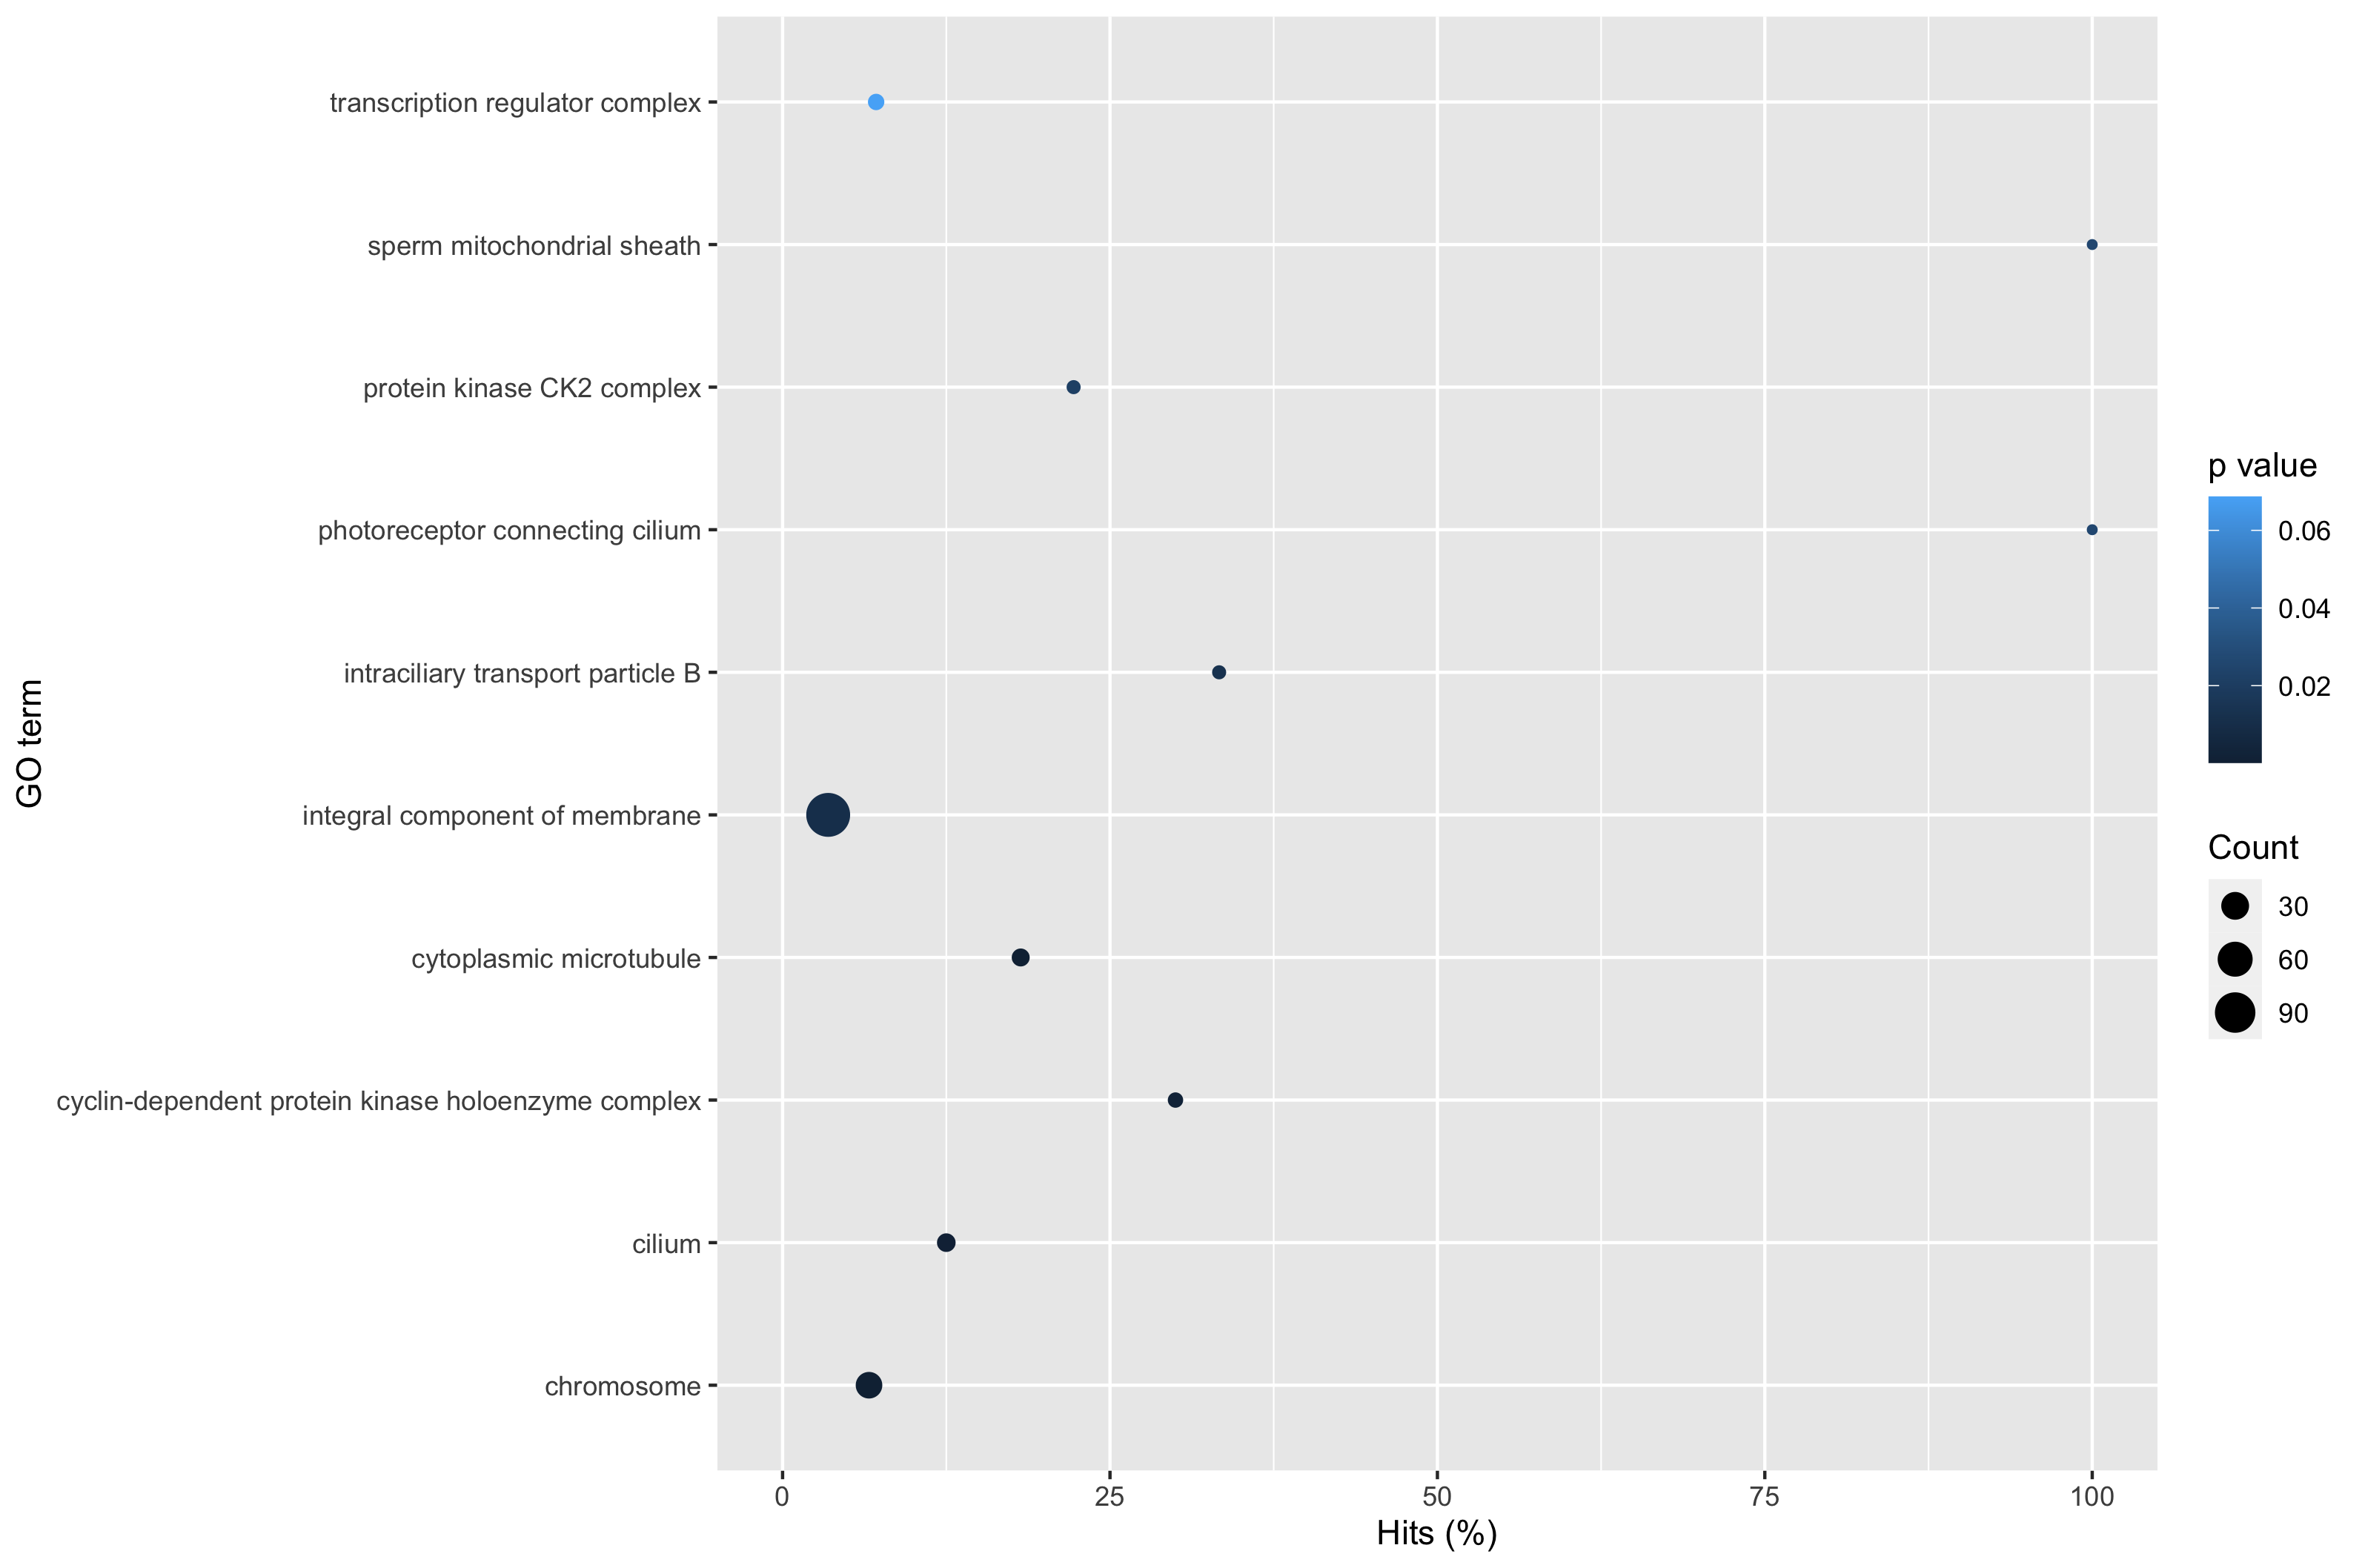 transcription regulator complex
sperm mitochondrial sheath
protein kinase CK2 complex
photoreceptor connecting cilium
intraciliary transport particle B
integral component of membrane
cytoplasmic microtubule
cyclin-dependent protein kinase holoenzyme complex
cilium
chromosome
GO term
0 25 50 75 100
Hits (%)
p value
0.06
0.04
0.02
Count
30
60
90